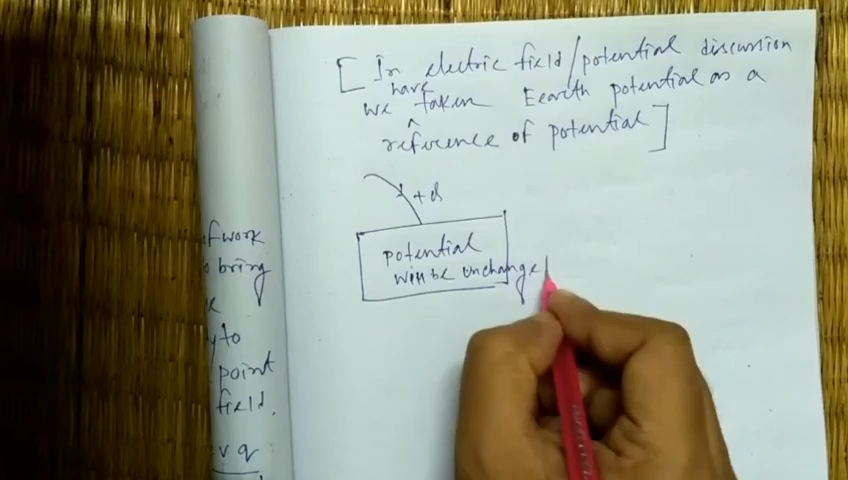 [ In electric field/potential discussion
we have taken Eearth potential as a
reference of potential ]
potential
will be unchange
of work
bring
to
point
field.